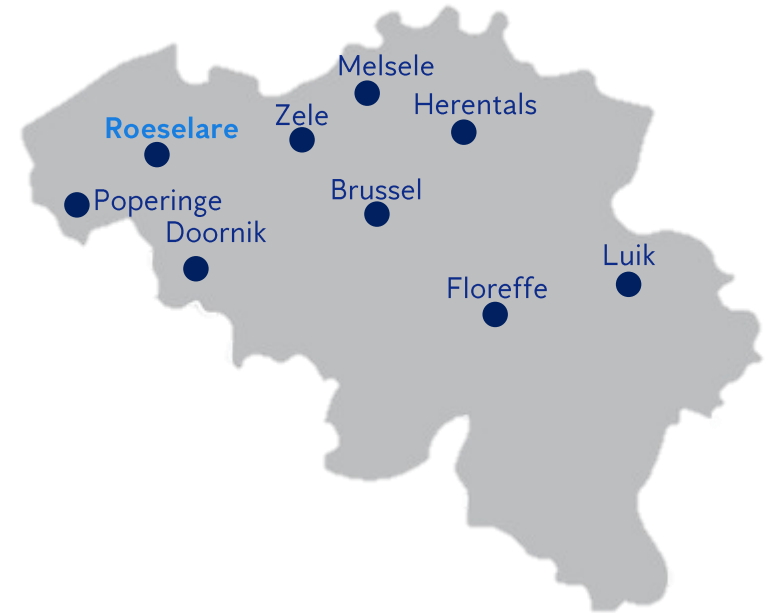 Melsele
Herentals
Zele
Roeselare
Brussel
Poperinge
Doornik
Luik
Floreffe